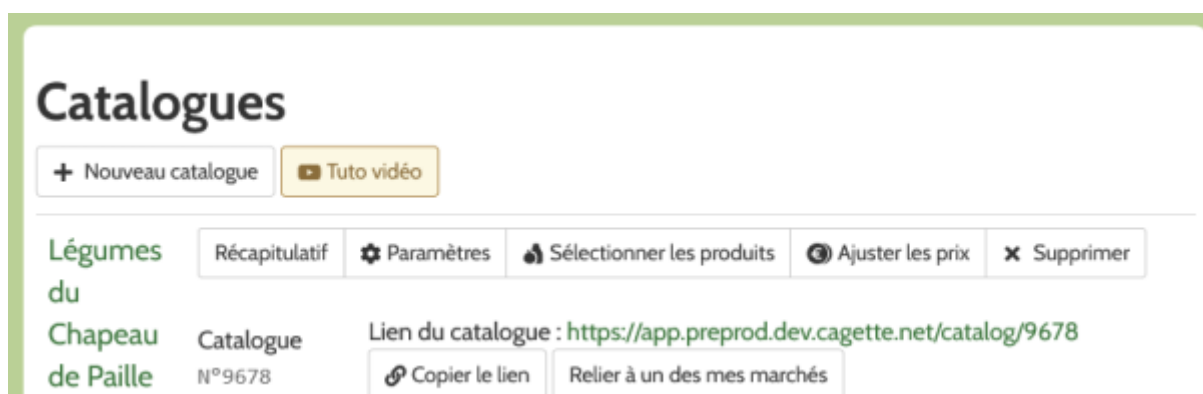 Catalogues
+ Nouveau catalogue Tuto vidéo
Légumes du Chapeau de Paille
Récapitulatif Paramètres Sélectionner les produits Ajuster les prix × Supprimer
Catalogue
N°9678
Lien du catalogue : https://app.preprod.dev.cagette.net/catalog/9678
Copier le lien Relier à un des mes marchés